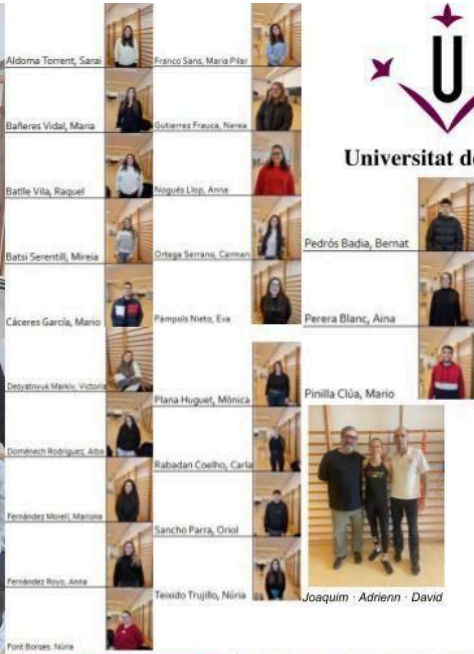 Aldoma Torrent, Sarai
Bañeres Vidal, Maria
Batlle Vila, Raquel
Batsi Serentill, Mireia
Cáceres García, Mario
Desyatnyuk Markiv, Victoria
Doménech Rodríguez, Aitor
Fernández Morell, Mariona
Fernández Royo, Anna
Font Borges, Núria
Franco Sans, Maria Pilar
Gutierrez Frauca, Nerea
Nogués Llop, Anna
Ortega Serrano, Carmen
Pàmpols Nieto, Eva
Plana Huguet, Mònica
Rabadan Coelho, Carla
Sancho Parra, Oriol
Teixido Trujillo, Núria
U
Universitat de
Pedrós Badia, Bernat
Perera Blanc, Aina
Pinilla Clúa, Mario
Joaquim · Adrienn · David